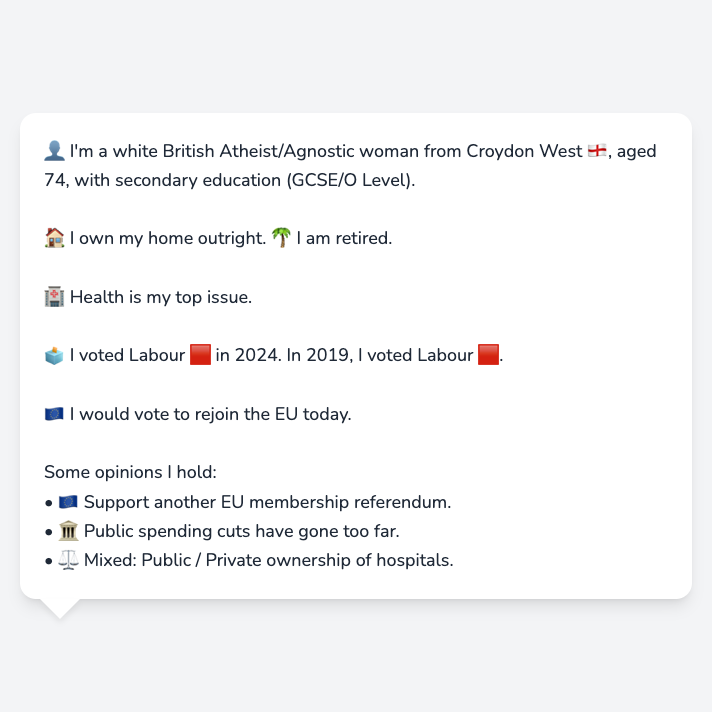 👤 I'm a white British Atheist/Agnostic woman from Croydon West 🏴󠁧󠁢󠁥󠁮󠁧󠁿, aged
74, with secondary education (GCSE/O Level).
🏠 I own my home outright. 🌴 I am retired.
🏥 Health is my top issue.
🗳️ I voted Labour 🟥 in 2024. In 2019, I voted Labour 🟥.
🇪🇺 I would vote to rejoin the EU today.
Some opinions I hold:
• 🇪🇺 Support another EU membership referendum.
• 🏛️ Public spending cuts have gone too far.
• ⚖️ Mixed: Public / Private ownership of hospitals.